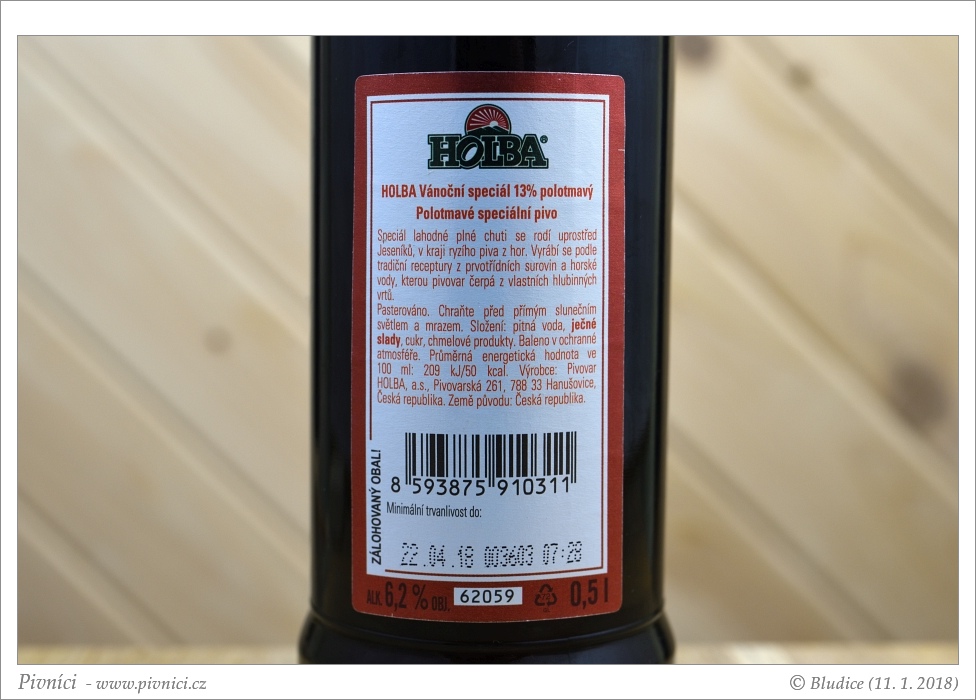 HOLBA®
HOLBA Vánoční speciál 13% polotmavý
Polotmavé speciální pivo
Speciál lahodné plné chuti se rodí uprostřed
Jeseníků, v kraji ryzího piva z hor. Vyrábí se podle
tradiční receptury z prvotřídních surovin a horské
vody, kterou pivovar čerpá z vlastních hlubinných
vrtů.
Pasterováno. Chraňte před přímým slunečním
světlem a mrazem. Složení: pitná voda, ječné
slady, cukr, chmelové produkty. Baleno v ochranné
atmosféře. Průměrná energetická hodnota ve
100 ml: 209 kJ/50 kcal. Výrobce: Pivovar
HOLBA, a.s., Pivovarská 261, 788 33 Hanušovice,
Česká republika. Země původu: Česká republika.
ZÁLOHOVANÝ OBAL!
8 593875 910311
Minimální trvanlivost do:
22.04.18 003603 07:28
ALK. 6,2 % OBJ. 62059 0,5 l
Pivníci - www.pivnici.cz
© Bludice (11. 1. 2018)